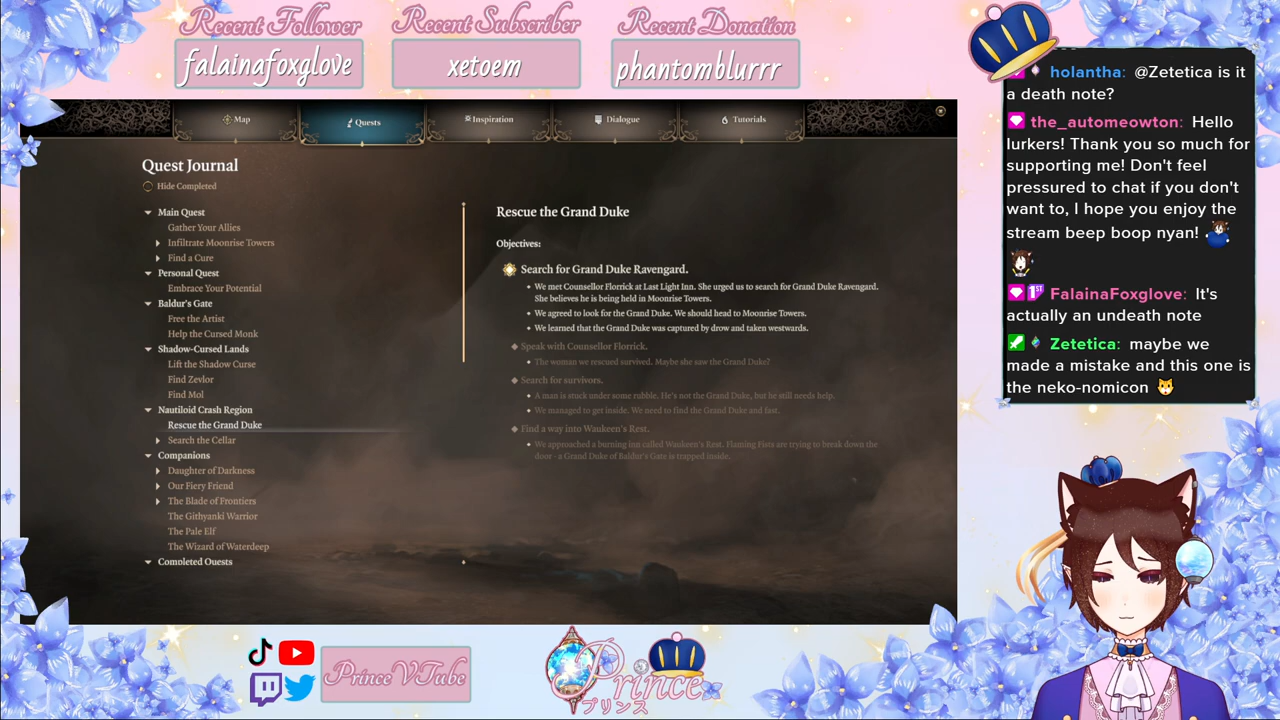 Recent Follower
falainafoxglove
Recent Subscriber
xetoem
Recent Donation
phantomblurrr
Map
Quests
Inspiration
Dialogue
Tutorials
Quest Journal
Hide Completed
Main Quest
Gather Your Allies
Infiltrate Moonrise Towers
Find a Cure
Personal Quest
Embrace Your Potential
Baldur's Gate
Free the Artist
Help the Cursed Monk
Shadow-Cursed Lands
Lift the Shadow Curse
Find Zevlor
Find Mol
Nautiloid Crash Region
Rescue the Grand Duke
Search the Cellar
Companions
Daughter of Darkness
Our Fiery Friend
The Blade of Frontiers
The Githyanki Warrior
The Pale Elf
The Wizard of Waterdeep
Completed Quests
Rescue the Grand Duke
Objectives:
Search for Grand Duke Ravengard.
We met Counsellor Florrick at Last Light Inn. She urged us to search for Grand Duke Ravengard.
She believes he is being held in Moonrise Towers.
We agreed to look for the Grand Duke. We should head to Moonrise Towers.
We learned that the Grand Duke was captured by drow and taken westwards.
Speak with Counsellor Florrick.
The woman we rescued survived. Maybe she saw the Grand Duke?
Search for survivors.
A man is stuck under some rubble. He's not the Grand Duke, but he still needs help.
We managed to get inside. We need to find the Grand Duke and fast.
Find a way into Waukeen's Rest.
We approached a burning inn called Waukeen's Rest. Flaming Fists are trying to break down the
door - a Grand Duke of Baldur's Gate is trapped inside.
holantha: @Zetetica is it
a death note?
the_automeowton: Hello
lurkers! Thank you so much for
supporting me! Don't feel
pressured to chat if you don't
want to, I hope you enjoy the
stream beep boop nyan!
1ST FalainaFoxglove: It's
actually an undeath note
Zetetica: maybe we
made a mistake and this one is
the neko-nomicon
Prince VTube
Prince
プリンス